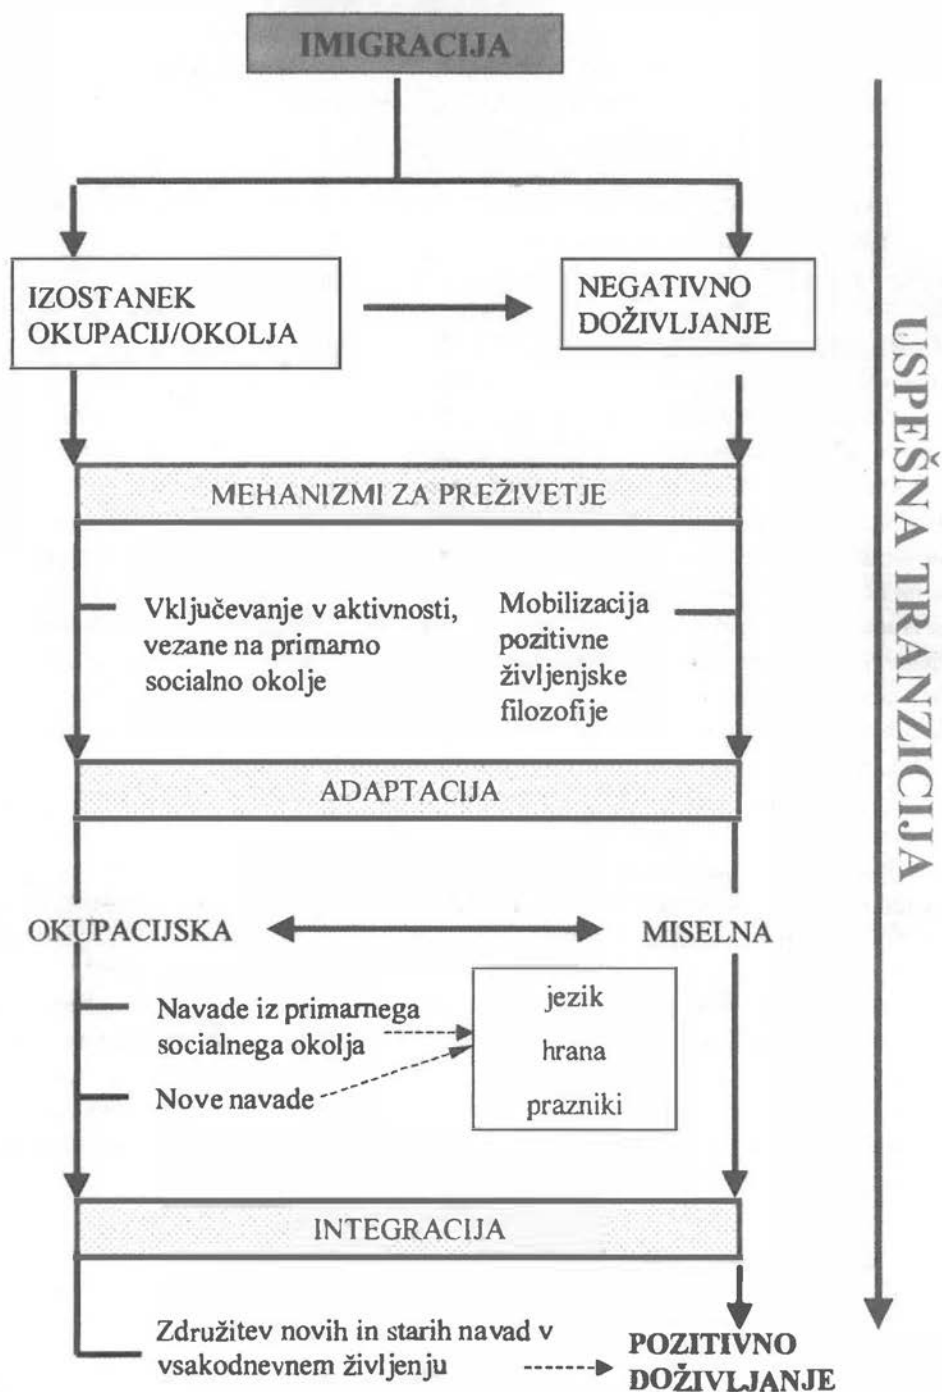 IMIGRACIJA
IZOSTANEK
OKUPACIJ/OKOLJA
NEGATIVNO
DOŽIVLJANJE
MEHANIZMI ZA PREŽIVETJE
Vključevanje v aktivnosti,
vezane na primarno
socialno okolje
Mobilizacija
pozitivne
življenjske
filozofije
ADAPTACIJA
OKUPACIJSKA
MISELNA
Navade iz primarnega
socialnega okolja
Nove navade
jezik
hrana
prazniki
INTEGRACIJA
Združitev novih in starih navad v
vsakodnevnem življenju
POZITIVNO
DOŽIVLJANJE
USPEŠNA TRANZICIJA